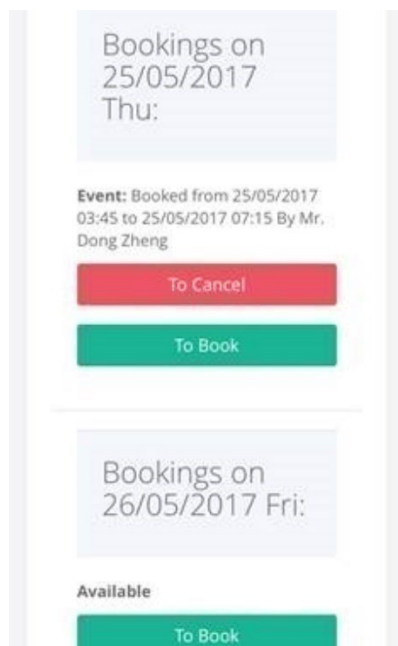 Bookings on
25/05/2017
Thu:
Event: Booked from 25/05/2017
03:45 to 25/05/2017 07:15 By Mr.
Dong Zheng
To Cancel
To Book
Bookings on
26/05/2017 Fri:
Available
To Book